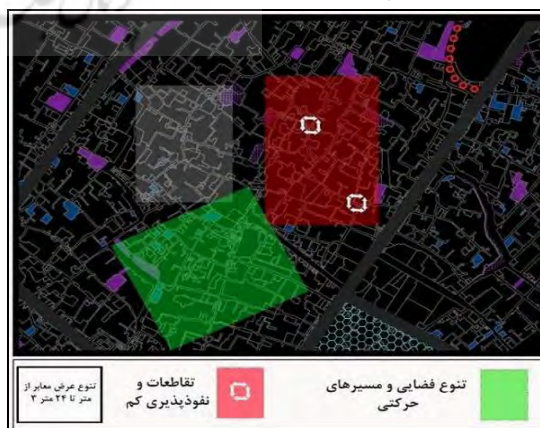 تنوع فضایی و مسیرهای
حرکتی
تقاطعات و
نفوذپذیری کم
تنوع عرض معابر از
متر تا ۲۴ متر ۳